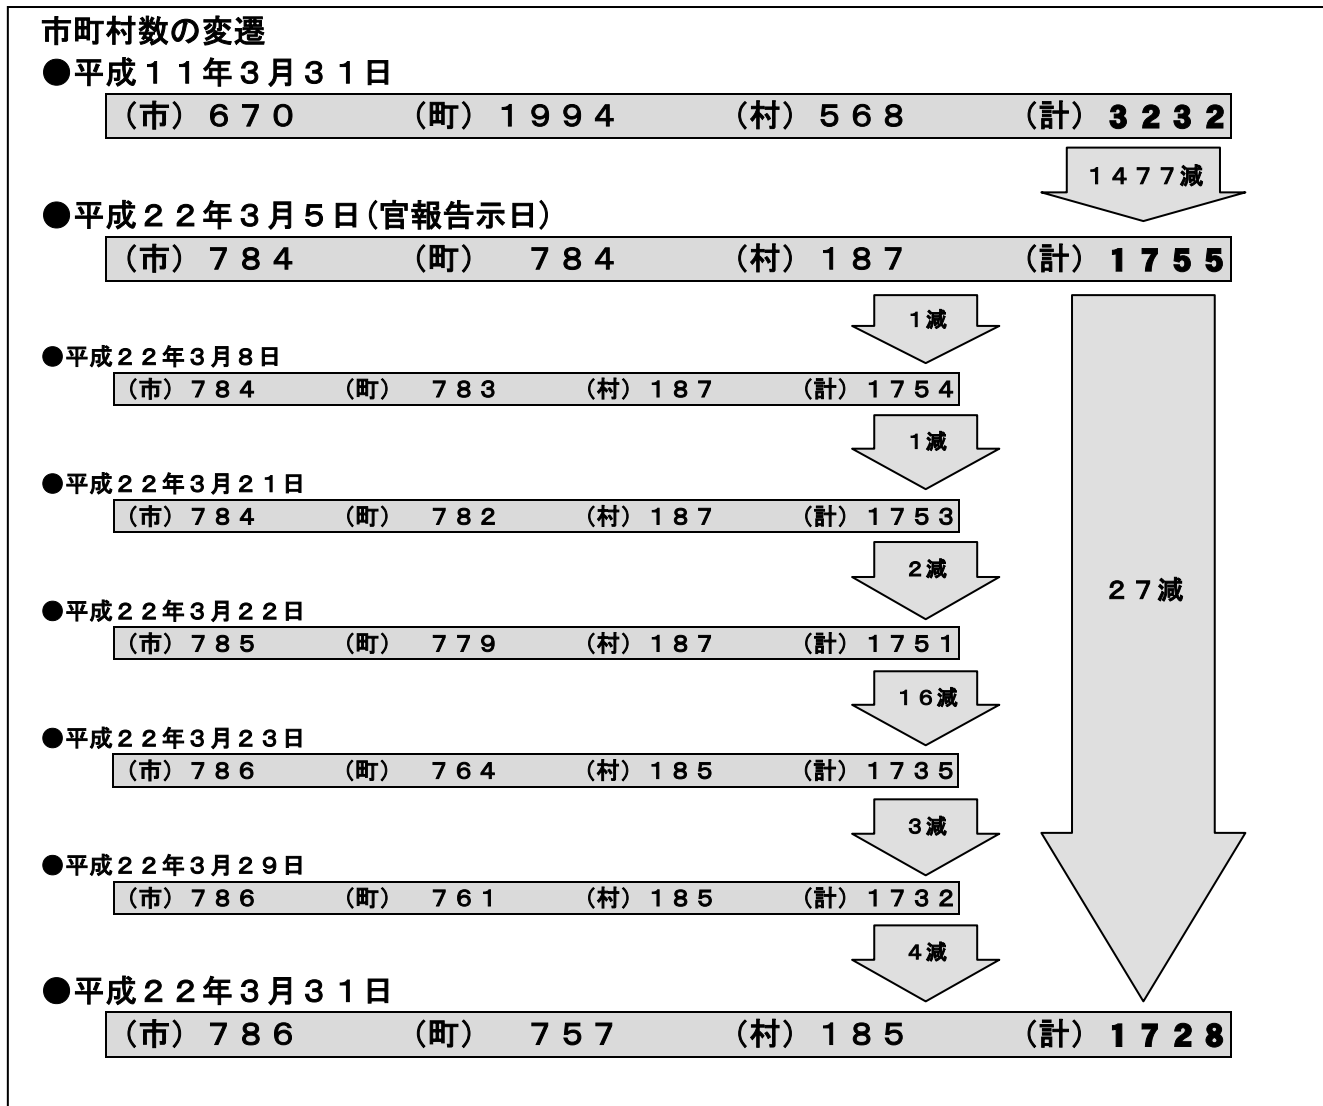 市町村数の変遷
●平成１１年３月３１日
（市）６７０　（町）１９９４　（村）５６８　（計）３２３２
１４７７減
●平成２２年３月５日（官報告示日）
（市）７８４　（町）　７８４　（村）１８７　（計）１７５５
１減
●平成２２年３月８日
（市）７８４　（町）　７８３　（村）１８７　（計）１７５４
１減
●平成２２年３月２１日
（市）７８４　（町）　７８２　（村）１８７　（計）１７５３
２減
２７減
●平成２２年３月２２日
（市）７８５　（町）　７７９　（村）１８７　（計）１７５１
１６減
●平成２２年３月２３日
（市）７８６　（町）　７６４　（村）１８５　（計）１７３５
３減
●平成２２年３月２９日
（市）７８６　（町）　７６１　（村）１８５　（計）１７３２
４減
●平成２２年３月３１日
（市）７８６　（町）　７５７　（村）１８５　（計）１７２８